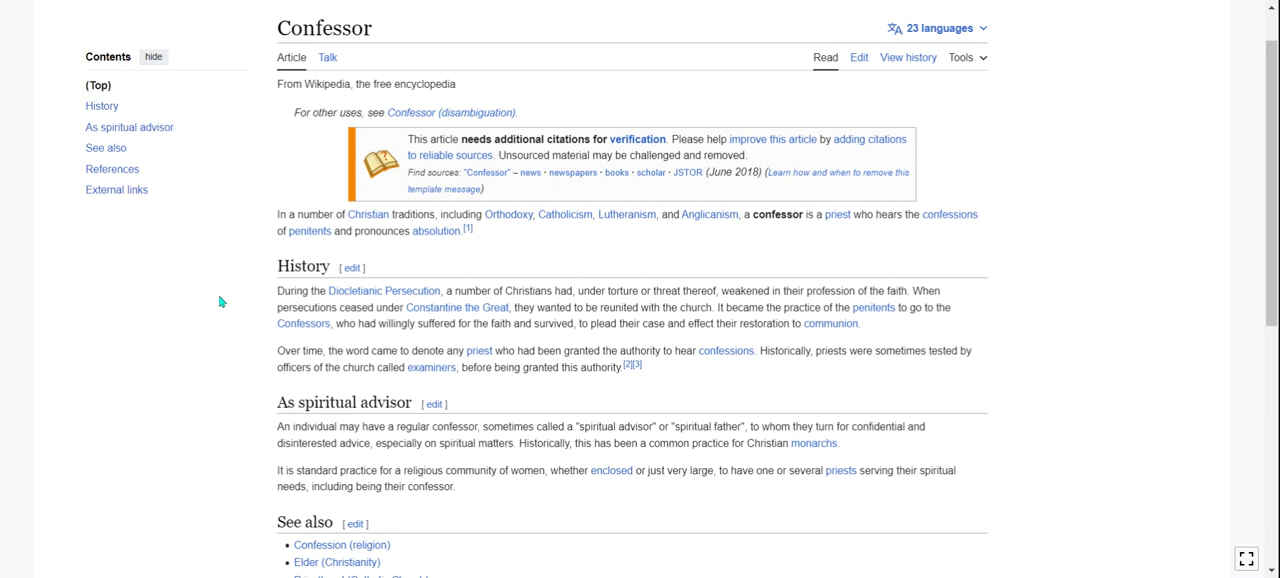 Confessor
23 languages
Contents hide
Article Talk
Read Edit View history Tools
(Top)
From Wikipedia, the free encyclopedia
History
For other uses, see Confessor (disambiguation).
As spiritual advisor
This article needs additional citations for verification. Please help improve this article by adding citations
See also
to reliable sources. Unsourced material may be challenged and removed.
References
Find sources: "Confessor" – news · newspapers · books · scholar · JSTOR (June 2018) (Learn how and when to remove this
External links
template message)
In a number of Christian traditions, including Orthodoxy, Catholicism, Lutheranism, and Anglicanism, a confessor is a priest who hears the confessions
of penitents and pronounces absolution.[1]
History [ edit ]
During the Diocletianic Persecution, a number of Christians had, under torture or threat thereof, weakened in their profession of the faith. When
persecutions ceased under Constantine the Great, they wanted to be reunited with the church. It became the practice of the penitents to go to the
Confessors, who had willingly suffered for the faith and survived, to plead their case and effect their restoration to communion.
Over time, the word came to denote any priest who had been granted the authority to hear confessions. Historically, priests were sometimes tested by
officers of the church called examiners, before being granted this authority.[2][3]
As spiritual advisor [ edit ]
An individual may have a regular confessor, sometimes called a "spiritual advisor" or "spiritual father", to whom they turn for confidential and
disinterested advice, especially on spiritual matters. Historically, this has been a common practice for Christian monarchs.
It is standard practice for a religious community of women, whether enclosed or just very large, to have one or several priests serving their spiritual
needs, including being their confessor.
See also [ edit ]
• Confession (religion)
• Elder (Christianity)